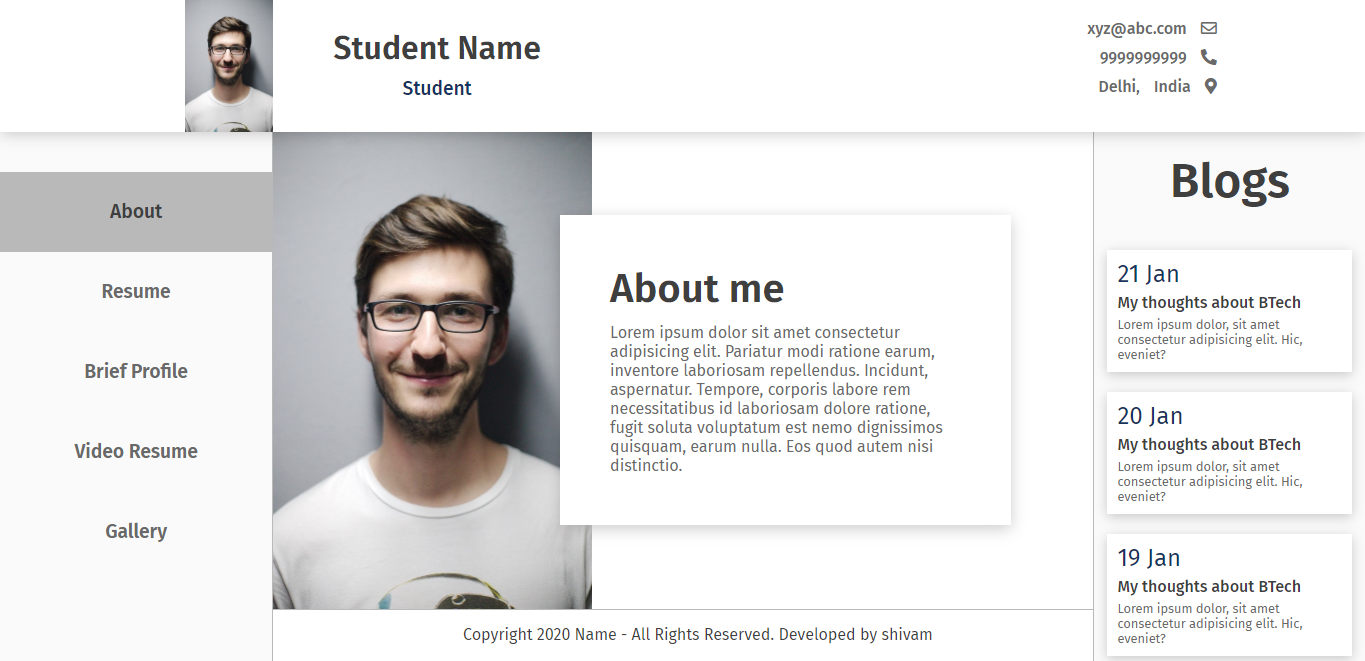 Student Name
Student
xyz@abc.com
9999999999
Delhi, India
About
Resume
Brief Profile
Video Resume
Gallery
About me
Lorem ipsum dolor sit amet consectetur
adipisicing elit. Pariatur modi ratione earum,
inventore laboriosam repellendus. Incidunt,
aspernatur. Tempore, corporis labore rem
necessitatibus id laboriosam dolore ratione,
fugit soluta voluptatum est nemo dignissimos
quisquam, earum nulla. Eos quod autem nisi
distinctio.
Blogs
21 Jan
My thoughts about BTech
Lorem ipsum dolor, sit amet
consectetur adipisicing elit. Hic,
eveniet?
20 Jan
My thoughts about BTech
Lorem ipsum dolor, sit amet
consectetur adipisicing elit. Hic,
eveniet?
19 Jan
My thoughts about BTech
Lorem ipsum dolor, sit amet
consectetur adipisicing elit. Hic,
eveniet?
Copyright 2020 Name - All Rights Reserved. Developed by shivam